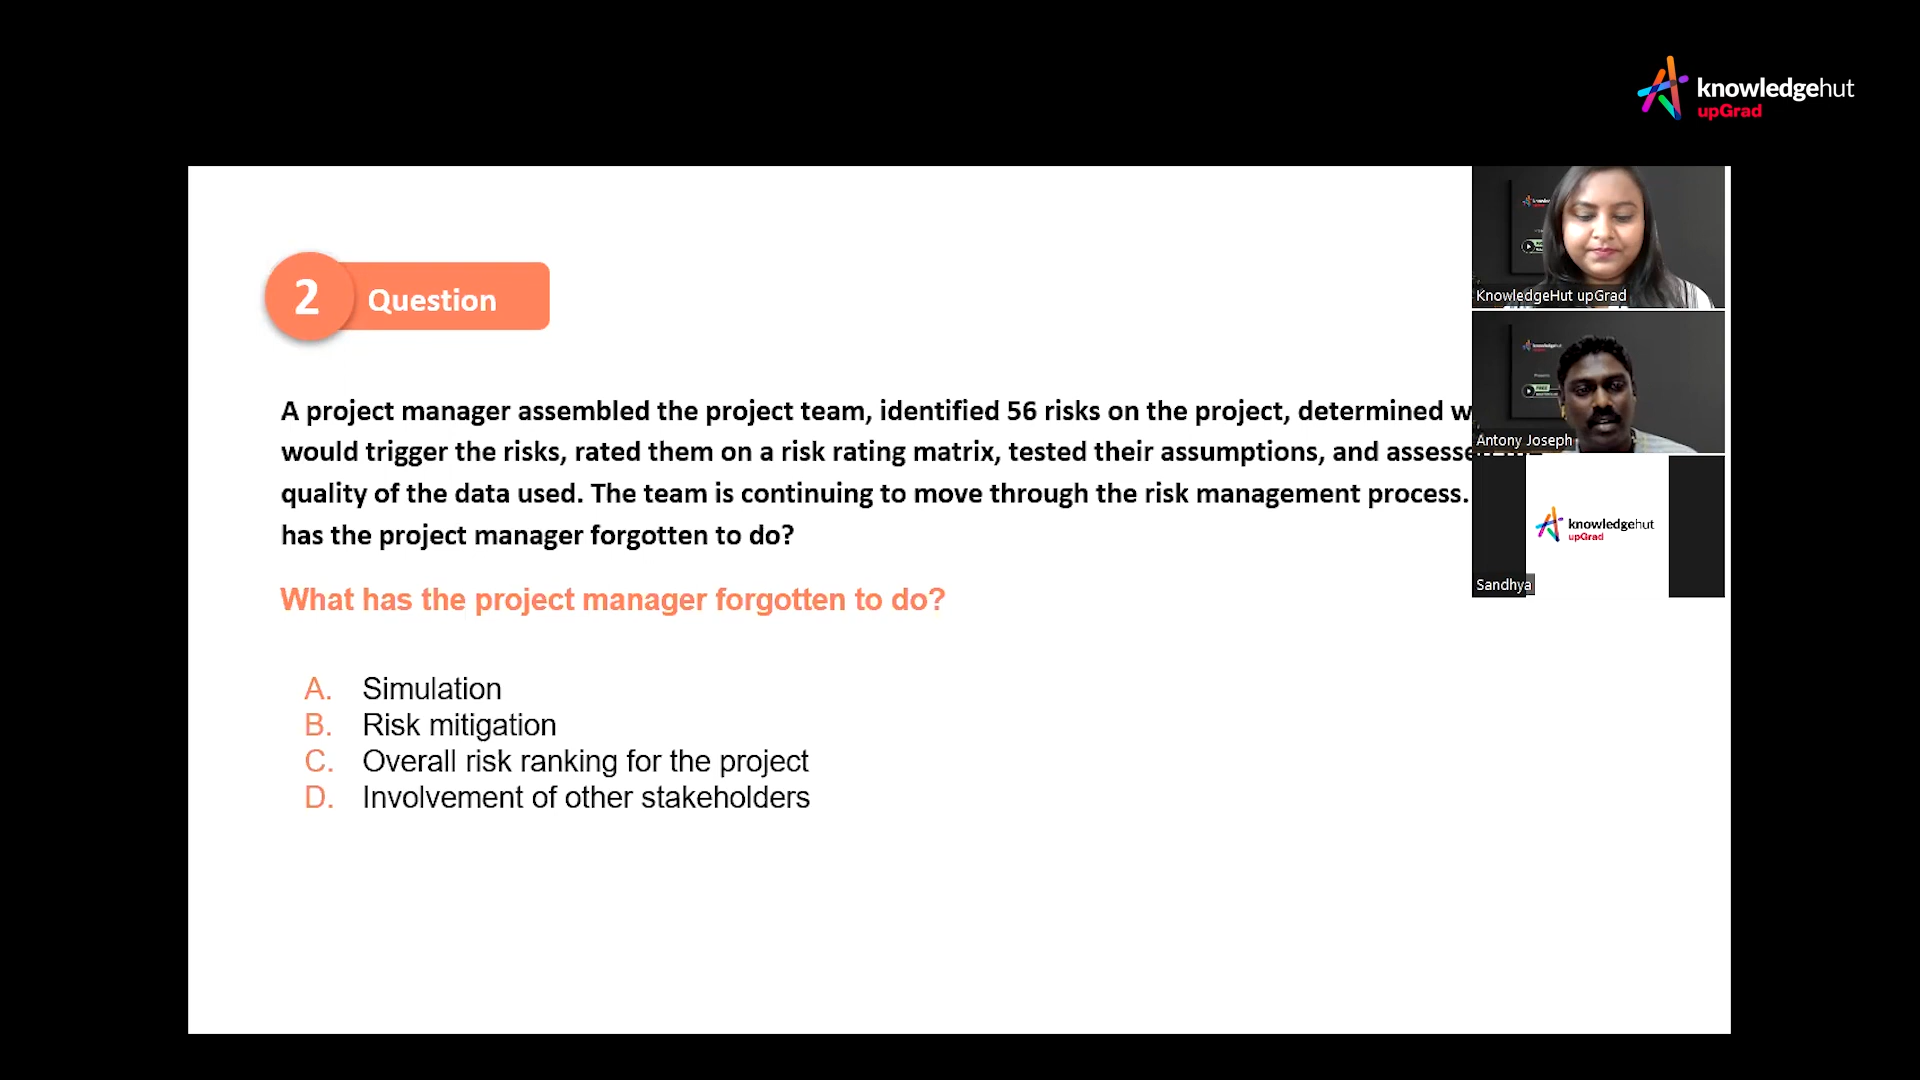 knowledgehut
upGrad
2 Question
KnowledgeHut upGrad
A project manager assembled the project team, identified 56 risks on the project, determined
would trigger the risks, rated them on a risk rating matrix, tested their assumptions, and
quality of the data used. The team is continuing to move through the risk management process.
has the project manager forgotten to do?
Antony Joseph
knowledgehut
upGrad
Sandhya
What has the project manager forgotten to do?
A. Simulation
B. Risk mitigation
C. Overall risk ranking for the project
D. Involvement of other stakeholders